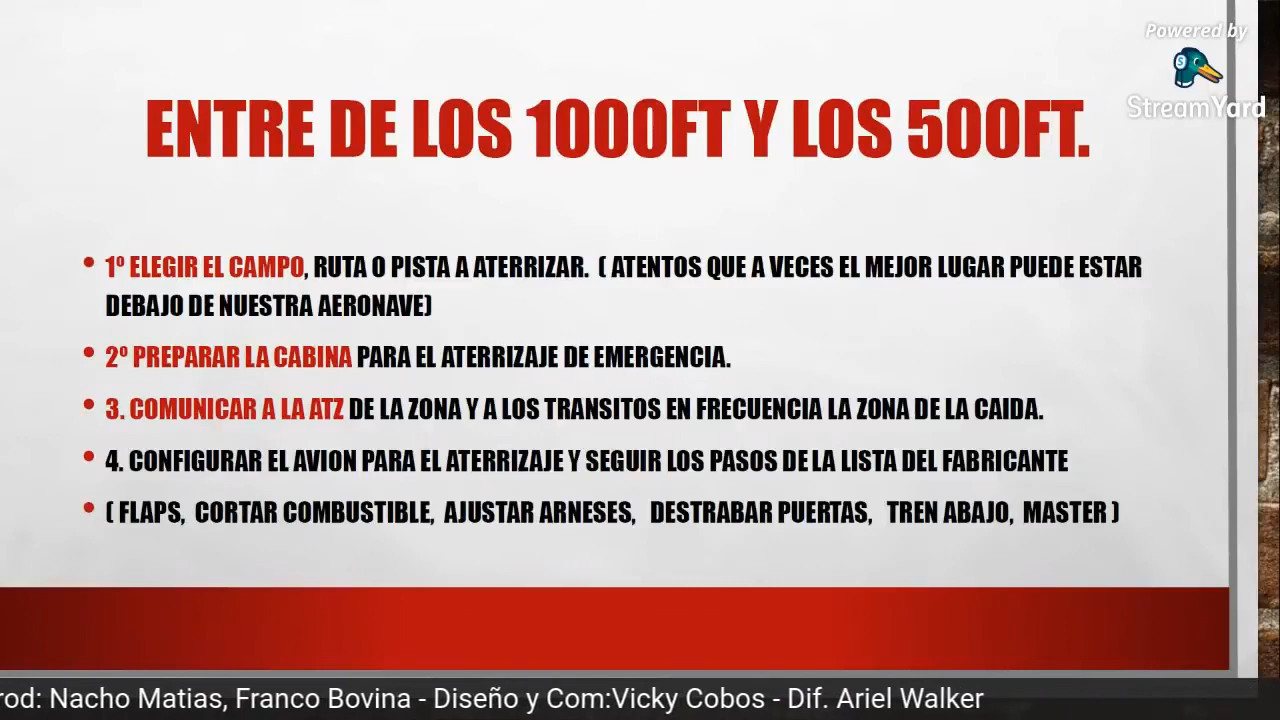 Powered by
StreamYard
ENTRE DE LOS 1000FT Y LOS 500FT.
• 1º ELEGIR EL CAMPO, RUTA O PISTA A ATERRIZAR. ( ATENTOS QUE A VECES EL MEJOR LUGAR PUEDE ESTAR
DEBAJO DE NUESTRA AERONAVE)
• 2º PREPARAR LA CABINA PARA EL ATERRIZAJE DE EMERGENCIA.
• 3. COMUNICAR A LA ATZ DE LA ZONA Y A LOS TRANSITOS EN FRECUENCIA LA ZONA DE LA CAIDA.
• 4. CONFIGURAR EL AVION PARA EL ATERRIZAJE Y SEGUIR LOS PASOS DE LA LISTA DEL FABRICANTE
• ( FLAPS, CORTAR COMBUSTIBLE, AJUSTAR ARNESES, DESTRABAR PUERTAS, TREN ABAJO, MASTER )
rod: Nacho Matias, Franco Bovina - Diseño y Com:Vicky Cobos - Dif. Ariel Walker